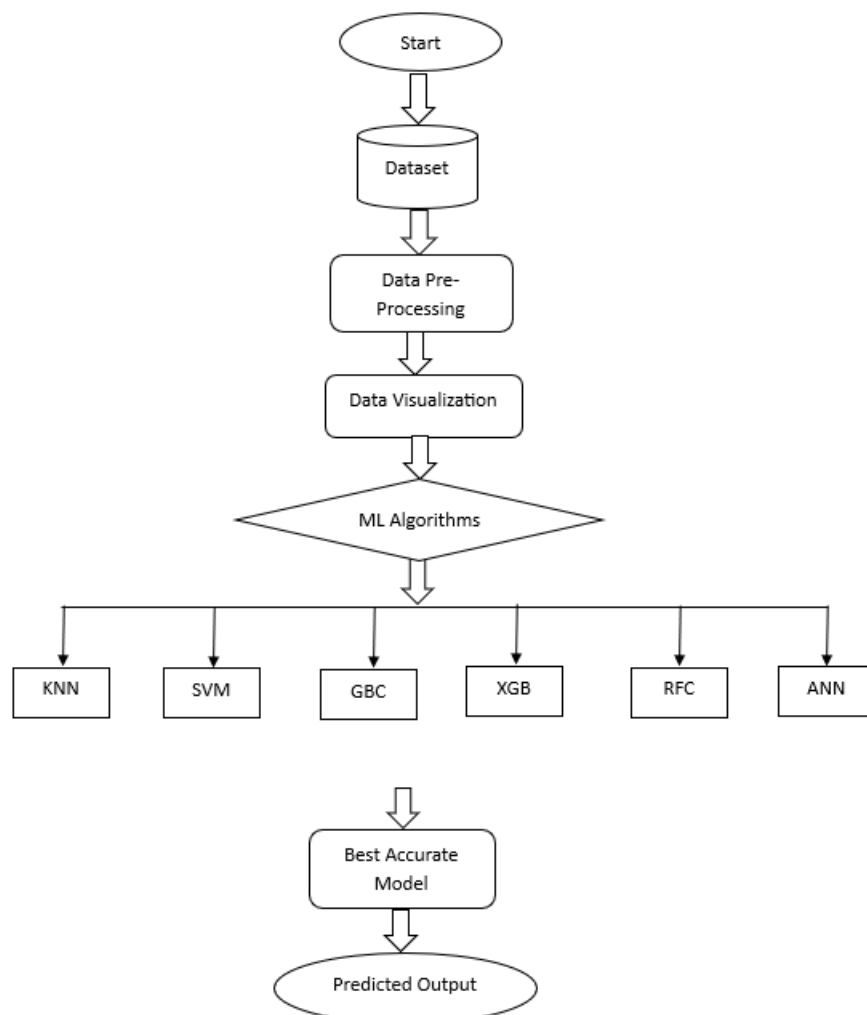 Start
Dataset
Data Pre-
Processing
Data Visualization
ML Algorithms
KNN
SVM
GBC
XGB
RFC
ANN
Best Accurate
Model
Predicted Output